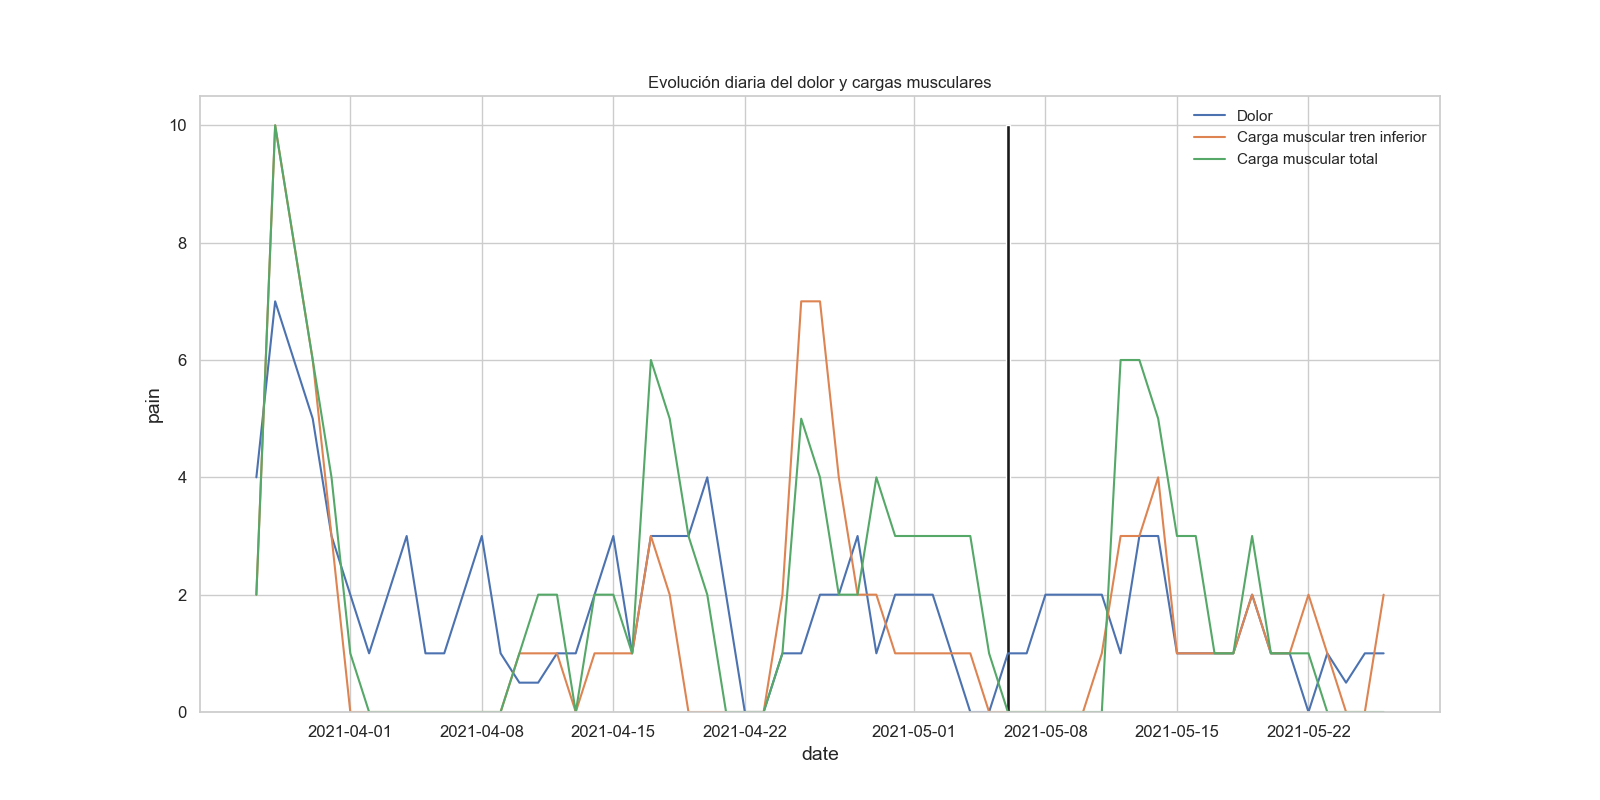 Evolución diaria del dolor y cargas musculares
Dolor
Carga muscular tren inferior
Carga muscular total
10
8
6
4
2
0
pain
2021-04-01
2021-04-08
2021-04-15
2021-04-22
2021-05-01
2021-05-08
2021-05-15
2021-05-22
date